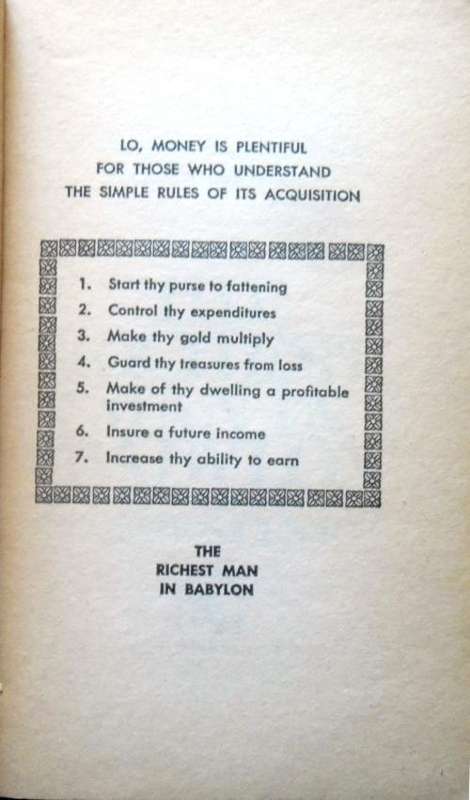 LO, MONEY IS PLENTIFUL
FOR THOSE WHO UNDERSTAND
THE SIMPLE RULES OF ITS ACQUISITION
1. Start thy purse to fattening
2. Control thy expenditures
3. Make thy gold multiply
4. Guard thy treasures from loss
5. Make of thy dwelling a profitable
investment
6. Insure a future income
7. Increase thy ability to earn
THE
RICHEST MAN
IN BABYLON